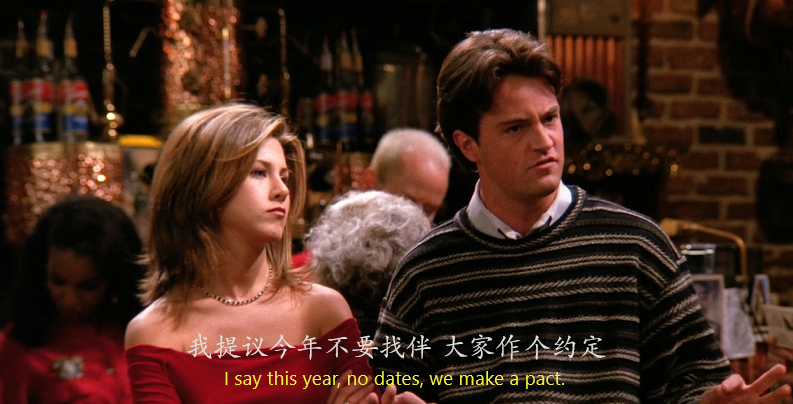 我提议今年不要找伴 大家作个约定
I say this year, no dates, we make a pact.